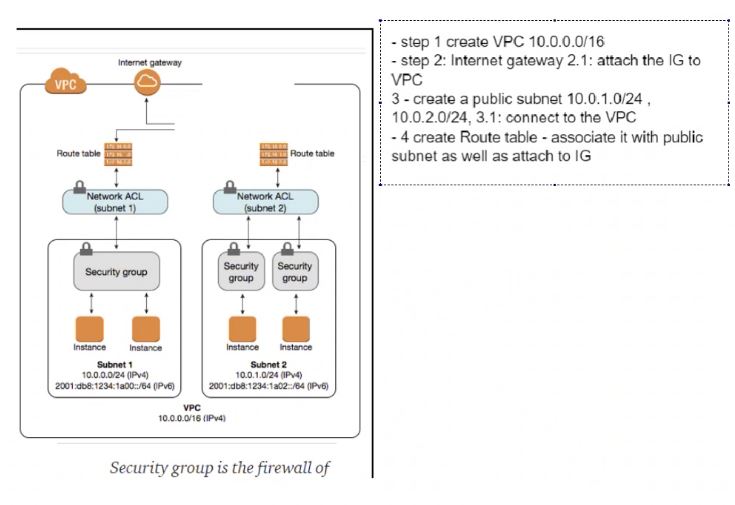 Internet gateway
VPC
Route table
Route table
Network ACL
(subnet 1)
Network ACL
(subnet 2)
Security group
Security
group
Security
group
Instance
Instance
Instance
Instance
Subnet 1
10.0.0.0/24 (IPv4)
2001:db8:1234:1a00::/64 (IPv6)
Subnet 2
10.0.1.0/24 (IPv4)
2001:db8:1234:1a02::/64 (IPv6)
VPC
10.0.0.0/16 (IPv4)
Security group is the firewall of
- step 1 create VPC 10.0.0.0/16
- step 2: Internet gateway 2.1: attach the IG to
VPC
3 - create a public subnet 10.0.1.0/24 ,
10.0.2.0/24, 3.1: connect to the VPC
- 4 create Route table - associate it with public
subnet as well as attach to IG